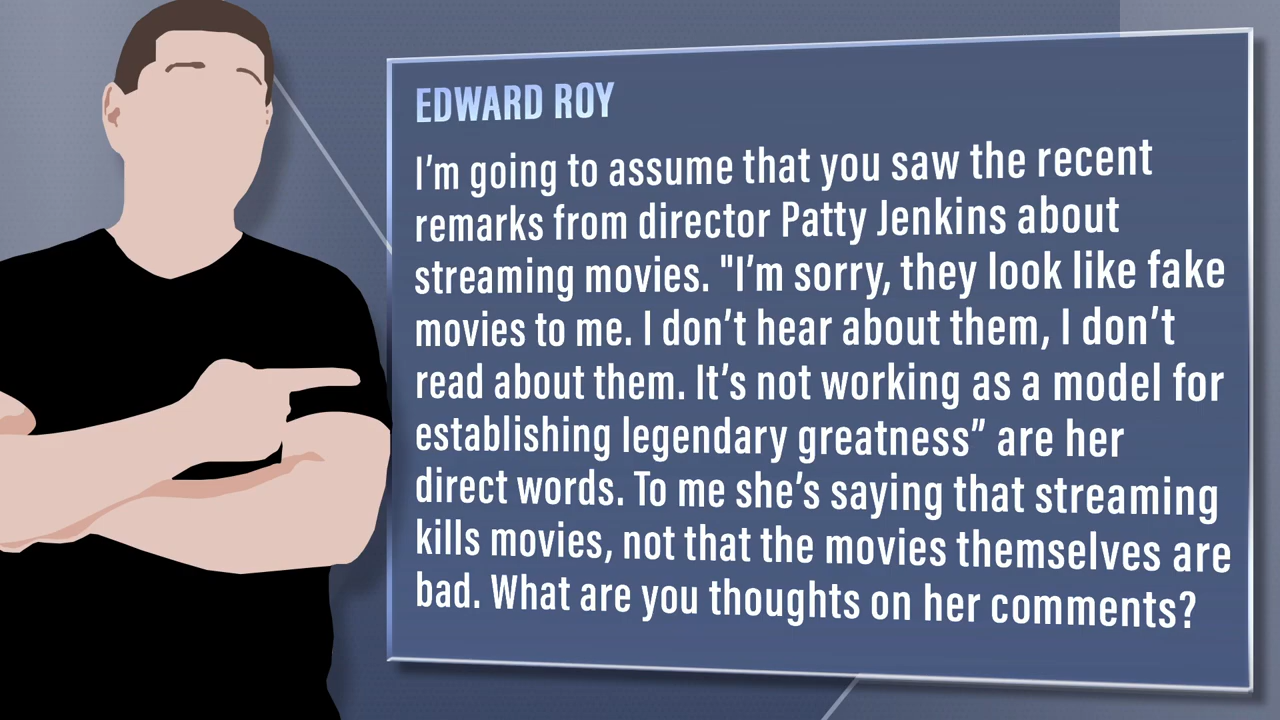 EDWARD ROY
I’m going to assume that you saw the recent
remarks from director Patty Jenkins about
streaming movies. "I’m sorry, they look like fake
movies to me. I don’t hear about them, I don’t
read about them. It’s not working as a model for
establishing legendary greatness” are her
direct words. To me she’s saying that streaming
kills movies, not that the movies themselves are
bad. What are you thoughts on her comments?